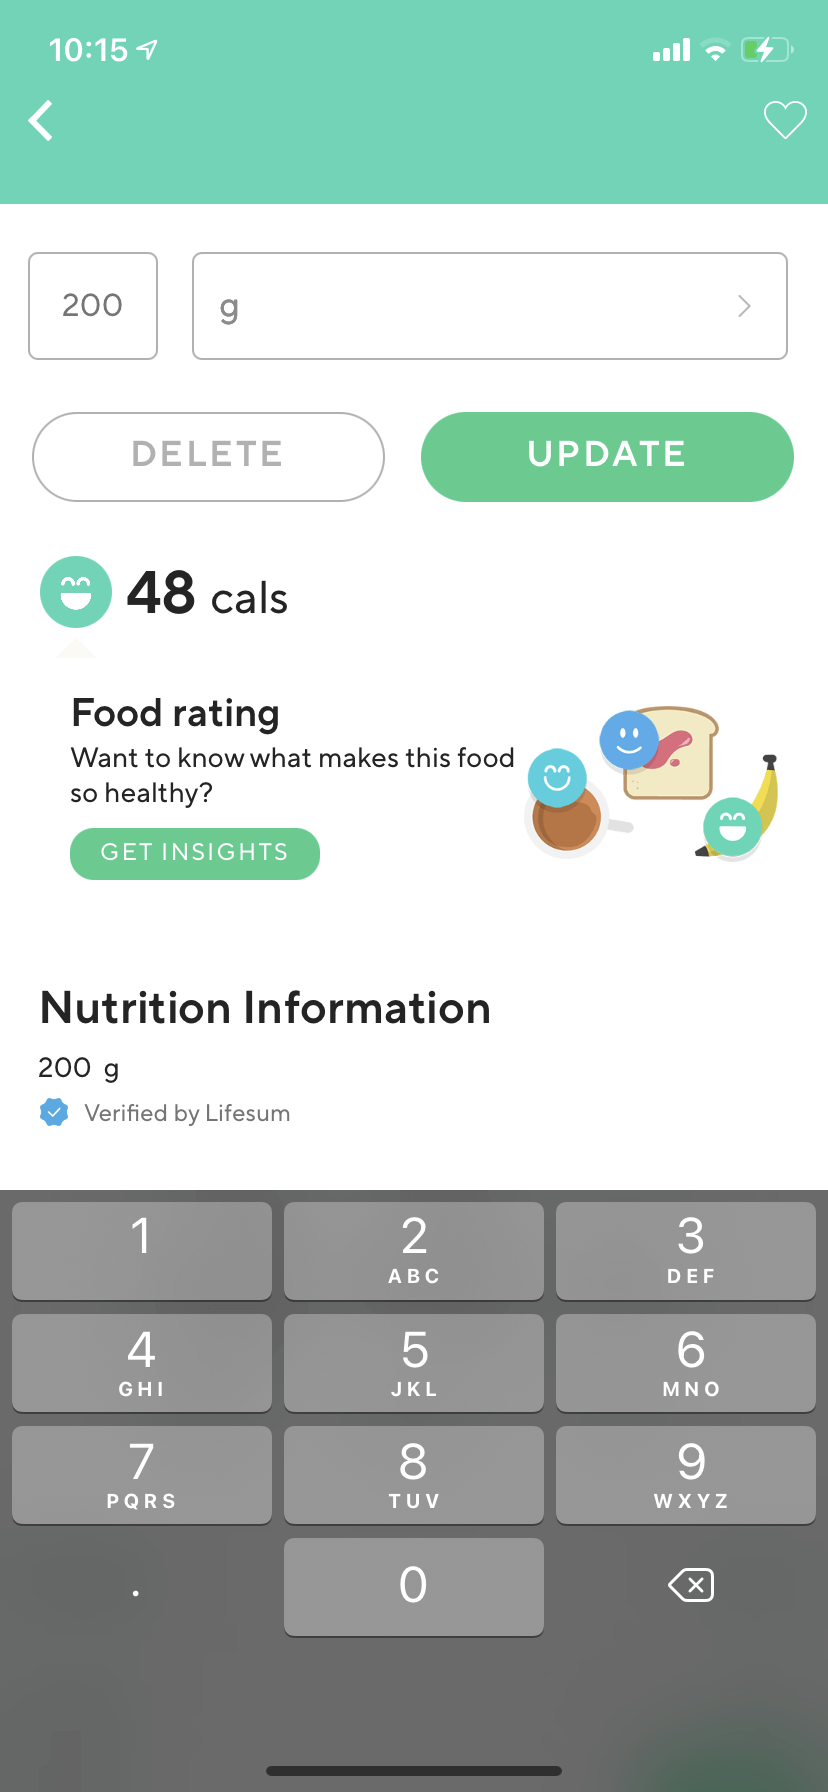 10:15
200
g
DELETE
UPDATE
48 cals
Food rating
Want to know what makes this food
so healthy?
GET INSIGHTS
Nutrition Information
200 g
Verified by Lifesum
1
2
ABC
3
DEF
4
GHI
5
JKL
6
MNO
7
PQRS
8
TUV
9
WXYZ
.
0